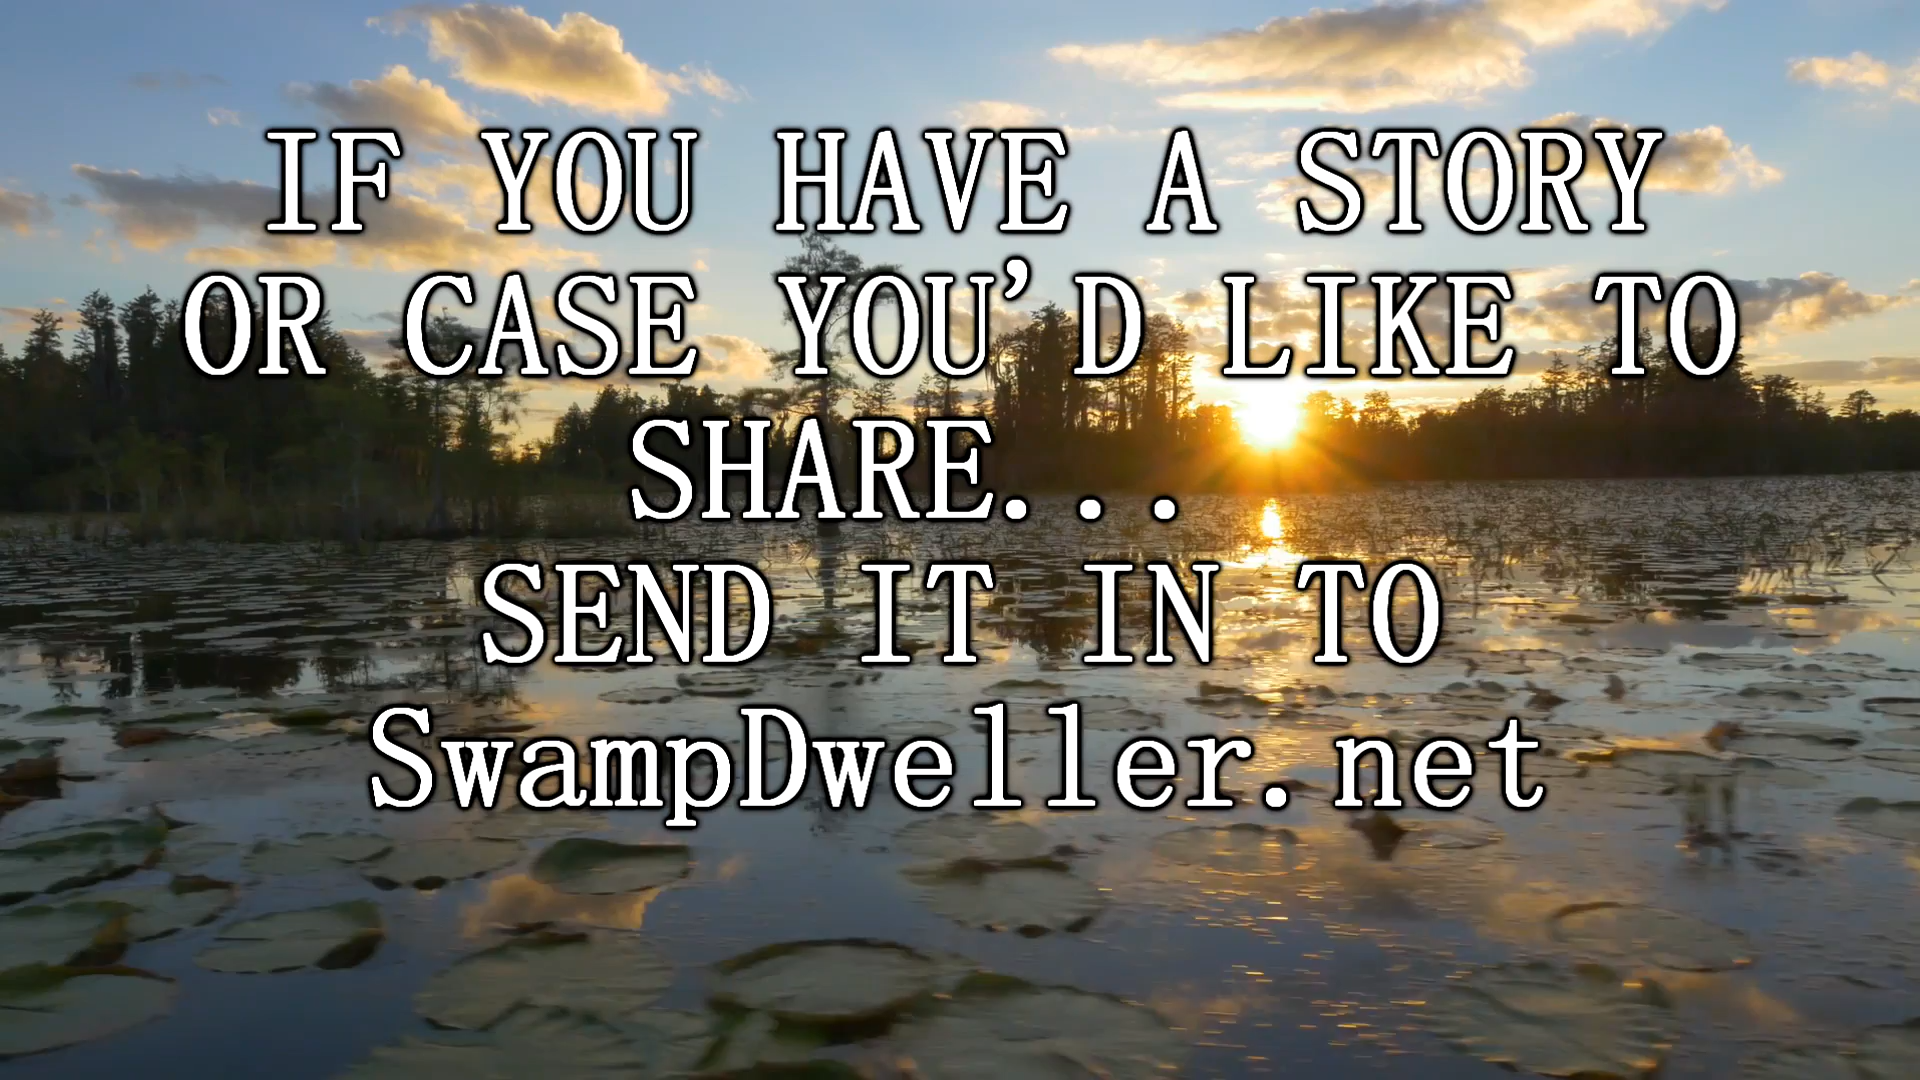 IF YOU HAVE A STORY
OR CASE YOU'D LIKE TO
SHARE...
SEND IT IN TO
SwampDweller.net